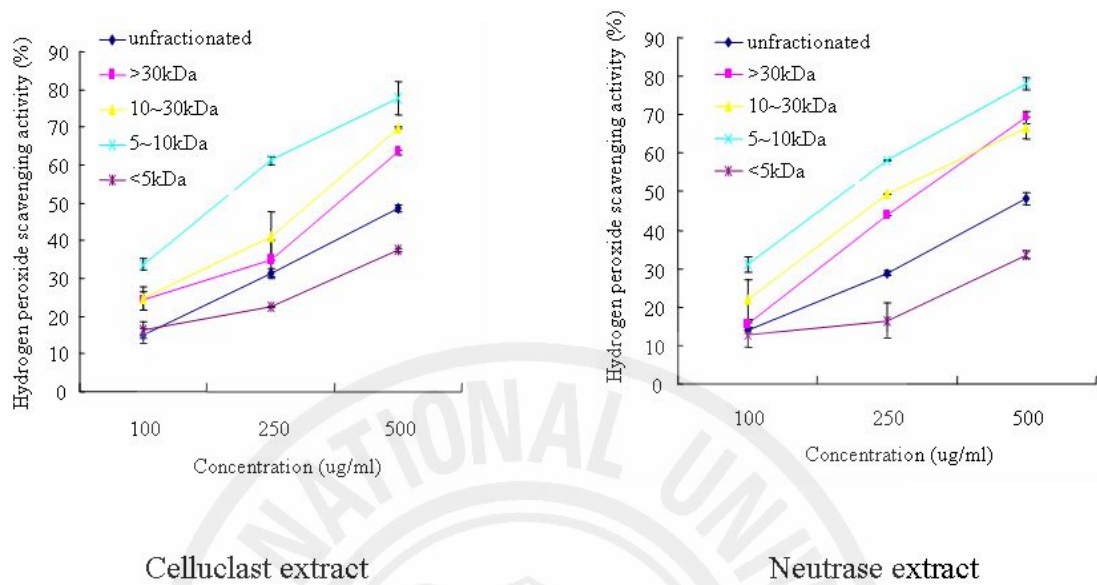 Hydrogen peroxide scavenging activity (%)
90
80
70
60
50
40
30
20
10
0
unfractionated
>30kDa
10~30kDa
5~10kDa
<5kDa
100 250 500
Concentration (ug/ml)
Celluclast extract
Hydrogen peroxide scavenging activity (%)
90
80
70
60
50
40
30
20
10
0
unfractionated
>30kDa
10~30kDa
5~10kDa
<5kDa
100 250 500
Concentration (ug/ml)
Neutrase extract
NATIONAL UNI